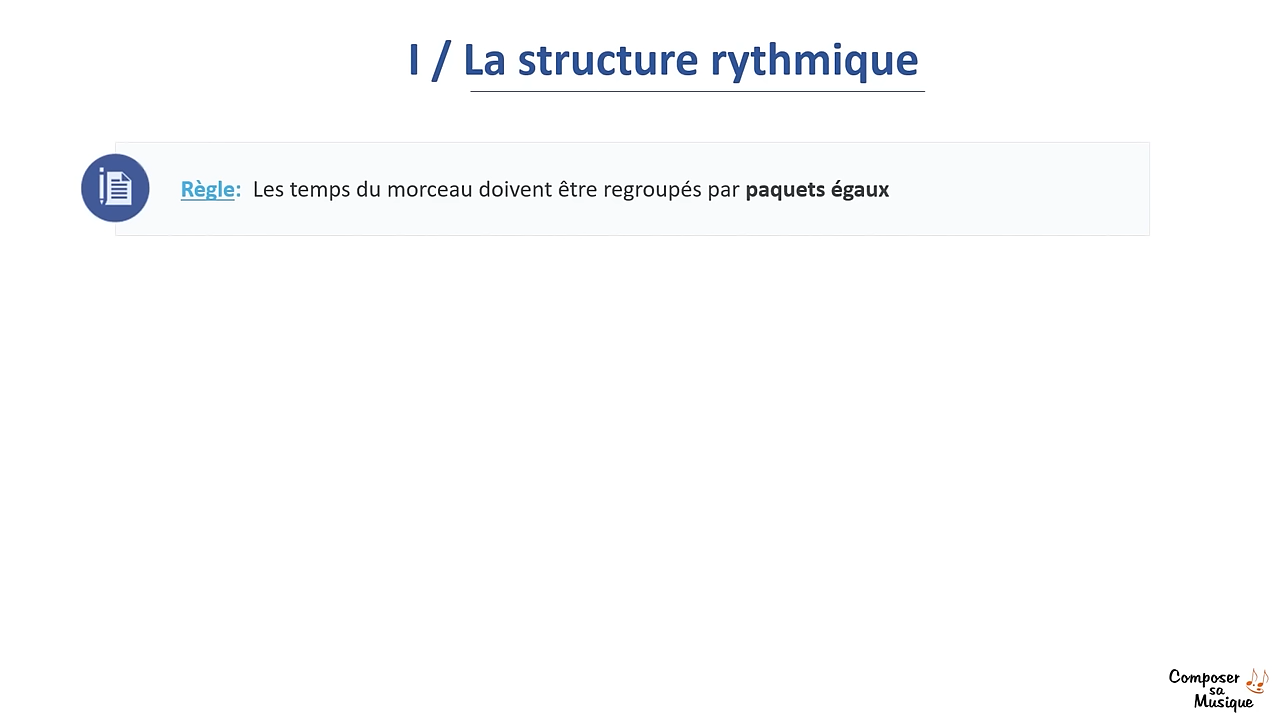 I / La structure rythmique
Règle: Les temps du morceau doivent être regroupés par paquets égaux
Composer
sa
Musique